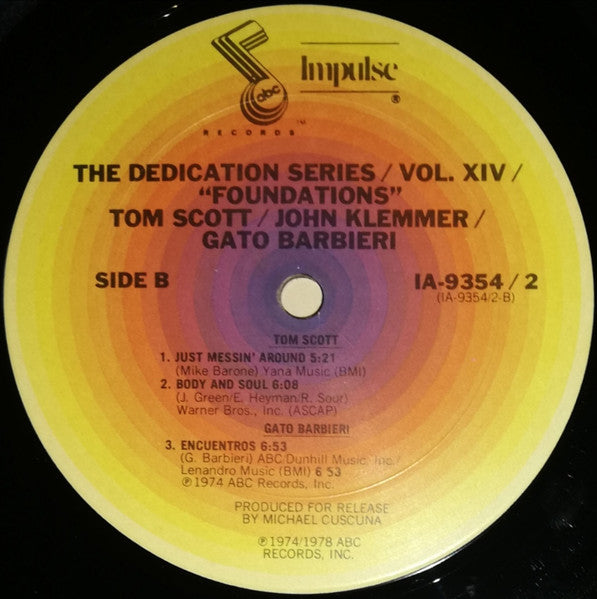 abc
Impulse
®
RECORDS™
THE DEDICATION SERIES / VOL. XIV /
“FOUNDATIONS”
TOM SCOTT / JOHN KLEMMER /
GATO BARBIERI
SIDE B
IA-9354 / 2
(IA-9354/2-B)
TOM SCOTT
1. JUST MESSIN' AROUND 5:21
(Mike Barone) Yana Music (BMI)
2. BODY AND SOUL 6:08
(J. Green/E. Heyman/R. Sour)
Warner Bros., Inc. (ASCAP)
GATO BARBIERI
3. ENCUENTROS 6:53
(G. Barbieri) ABC Dunhill Music, Inc./
Lenandro Music (BMI) 6 53
℗1974 ABC Records, Inc.
PRODUCED FOR RELEASE
BY MICHAEL CUSCUNA
℗1974/1978 ABC
RECORDS, INC.